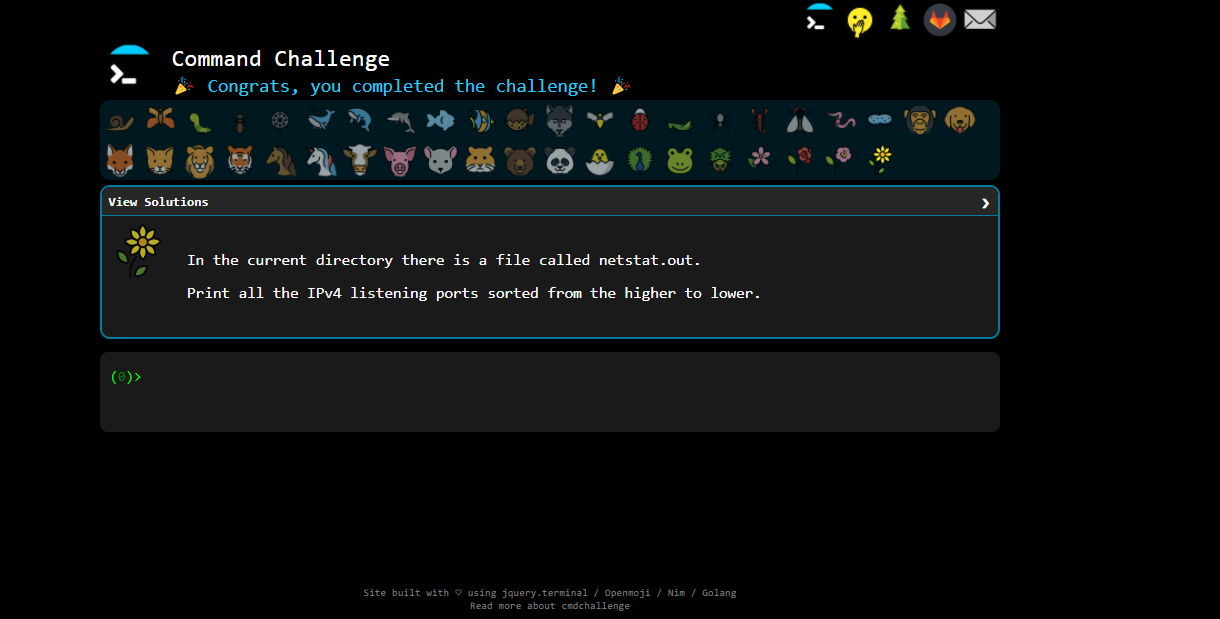 Command Challenge
🎉 Congrats, you completed the challenge! 🎉
View Solutions ❯
In the current directory there is a file called netstat.out.
Print all the IPv4 listening ports sorted from the higher to lower.
(0)>
Site built with ♡ using jquery.terminal / Openmoji / Nim / Golang
Read more about cmdchallenge